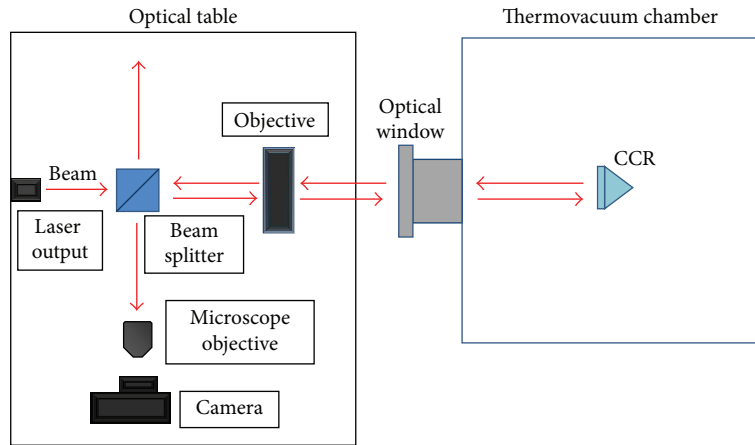 Optical table
Thermovacuum chamber
Objective
Optical
window
Beam
CCR
Laser
output
Beam
splitter
Microscope
objective
Camera